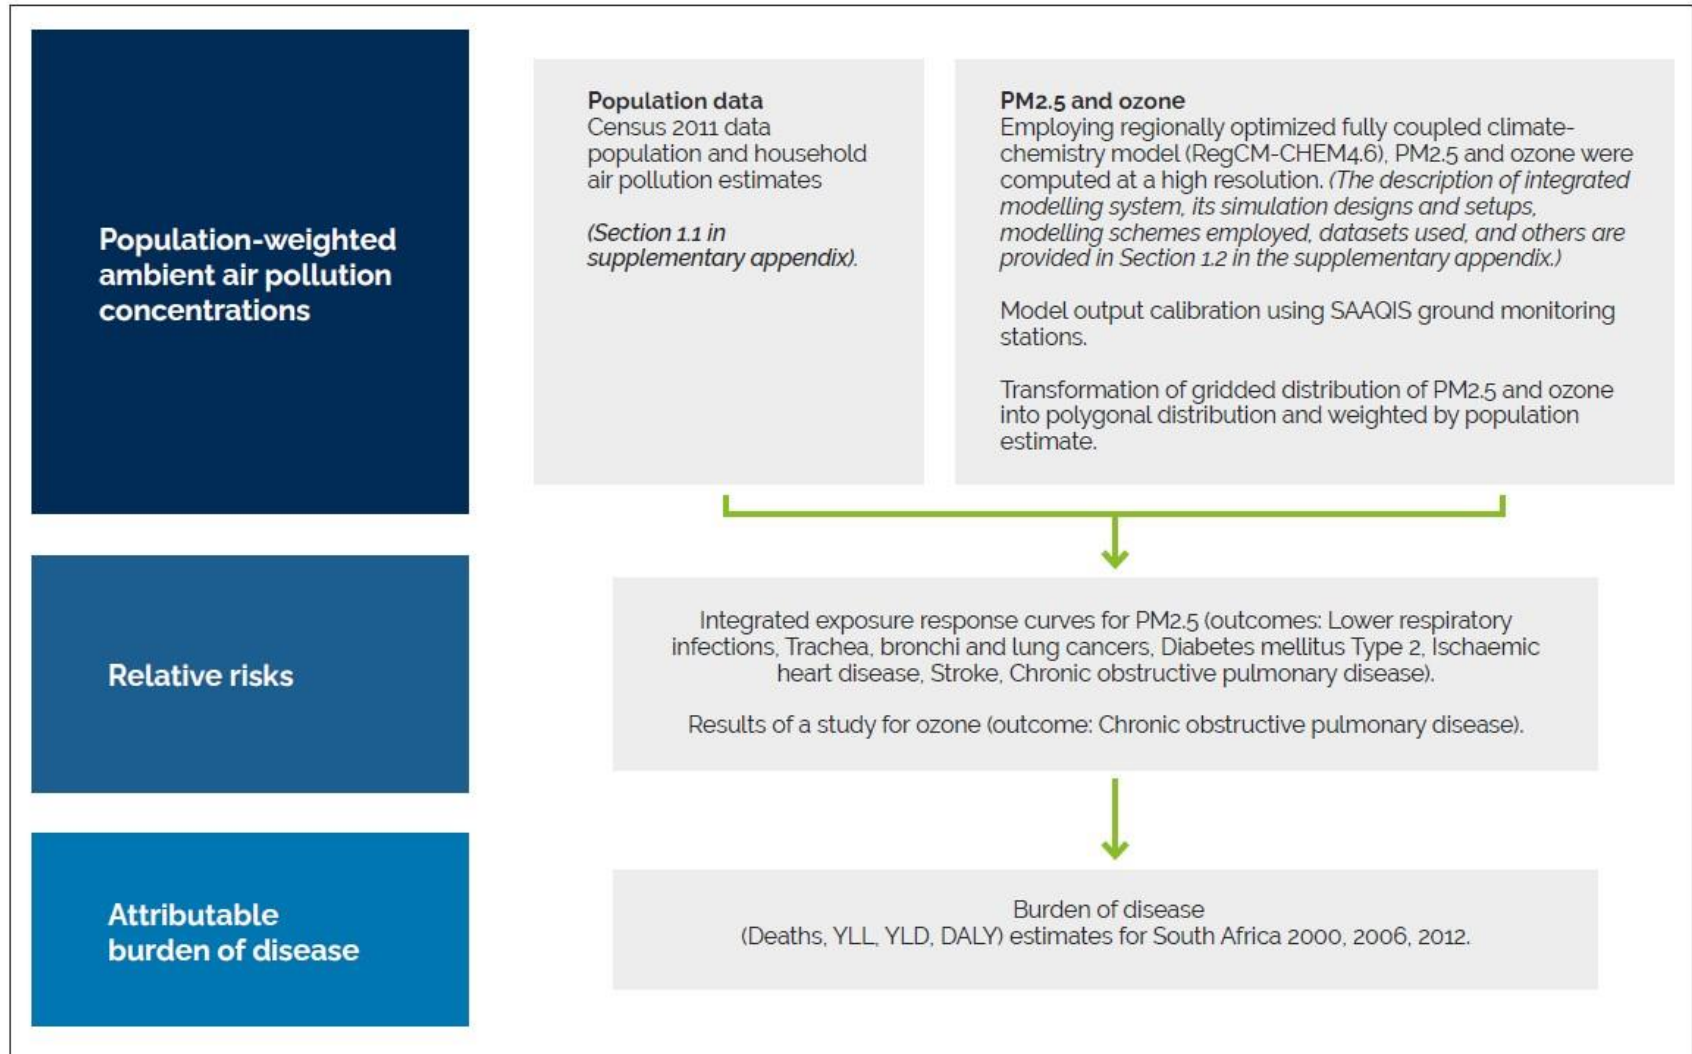 Population-weighted
ambient air pollution
concentrations
Population data
Census 2011 data
population and household
air pollution estimates
(Section 1.1 in
supplementary appendix).
PM2.5 and ozone
Employing regionally optimized fully coupled climate-
chemistry model (RegCM-CHEM4.6), PM2.5 and ozone were
computed at a high resolution. (The description of integrated
modelling system, its simulation designs and setups,
modelling schemes employed, datasets used, and others are
provided in Section 1.2 in the supplementary appendix.)
Model output calibration using SAAQIS ground monitoring
stations.
Transformation of gridded distribution of PM2.5 and ozone
into polygonal distribution and weighted by population
estimate.
Relative risks
Integrated exposure response curves for PM2.5 (outcomes: Lower respiratory
infections, Trachea, bronchi and lung cancers, Diabetes mellitus Type 2, Ischaemic
heart disease, Stroke, Chronic obstructive pulmonary disease).
Results of a study for ozone (outcome: Chronic obstructive pulmonary disease).
Attributable
burden of disease
Burden of disease
(Deaths, YLL, YLD, DALY) estimates for South Africa 2000, 2006, 2012.